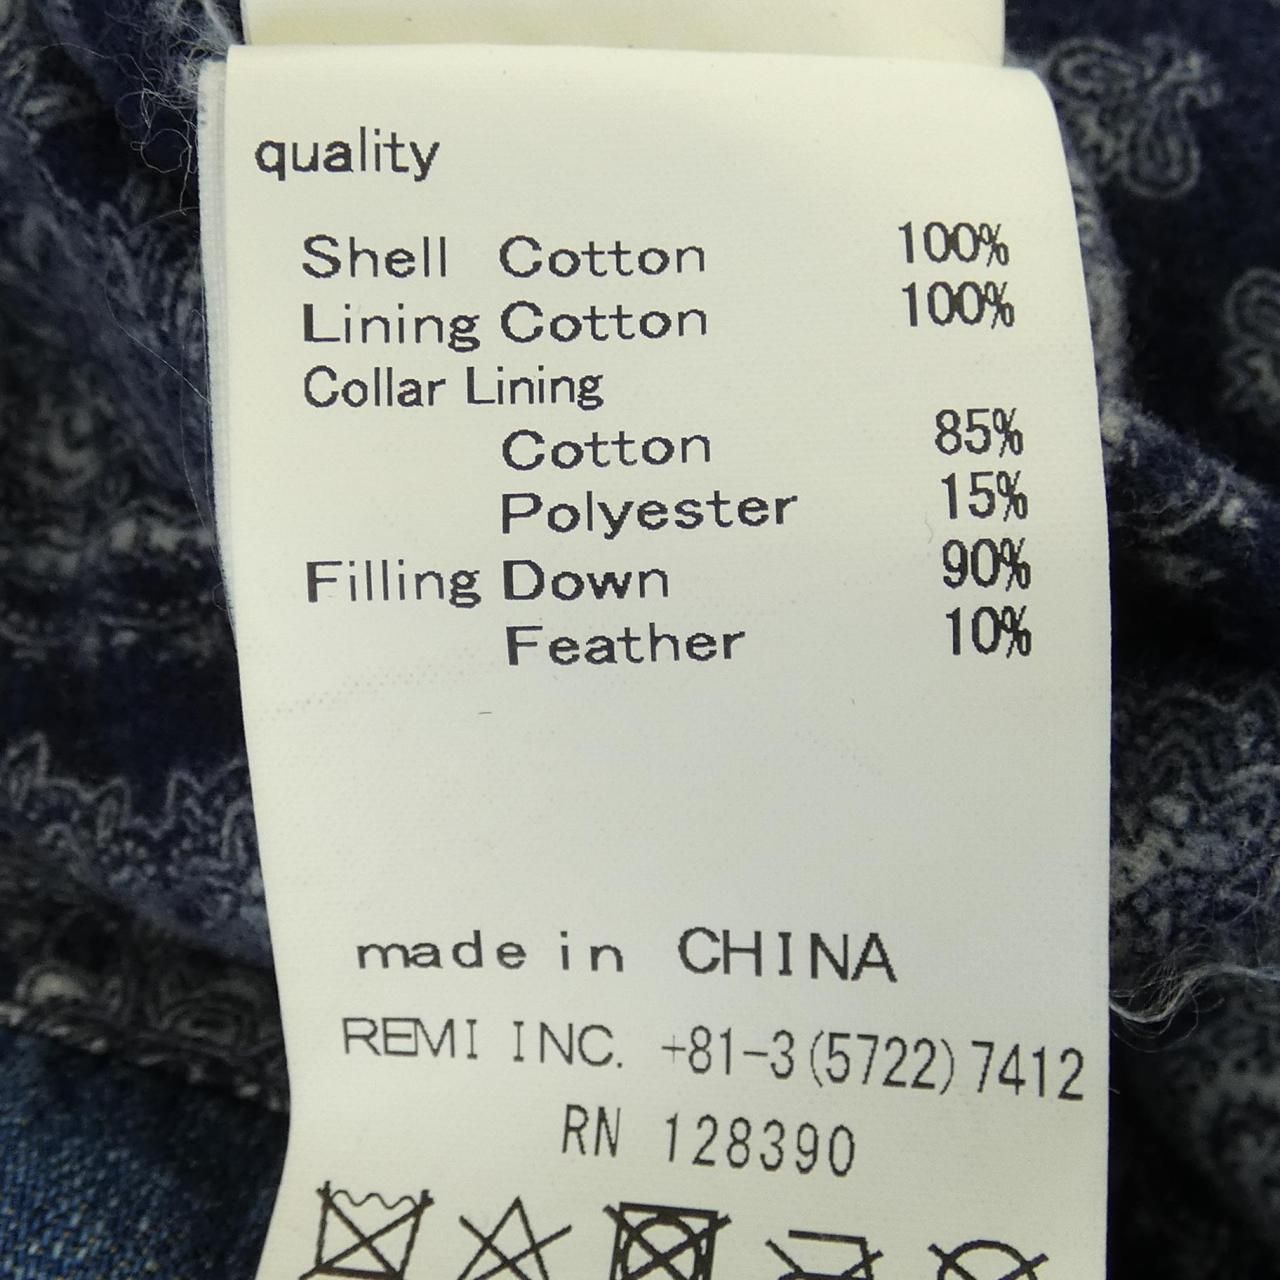 quality
Shell Cotton 100%
Lining Cotton 100%
Collar Lining
Cotton 85%
Polyester 15%
Filling Down 90%
Feather 10%
made in CHINA
REMI INC. +81-3(5722)7412
RN 128390